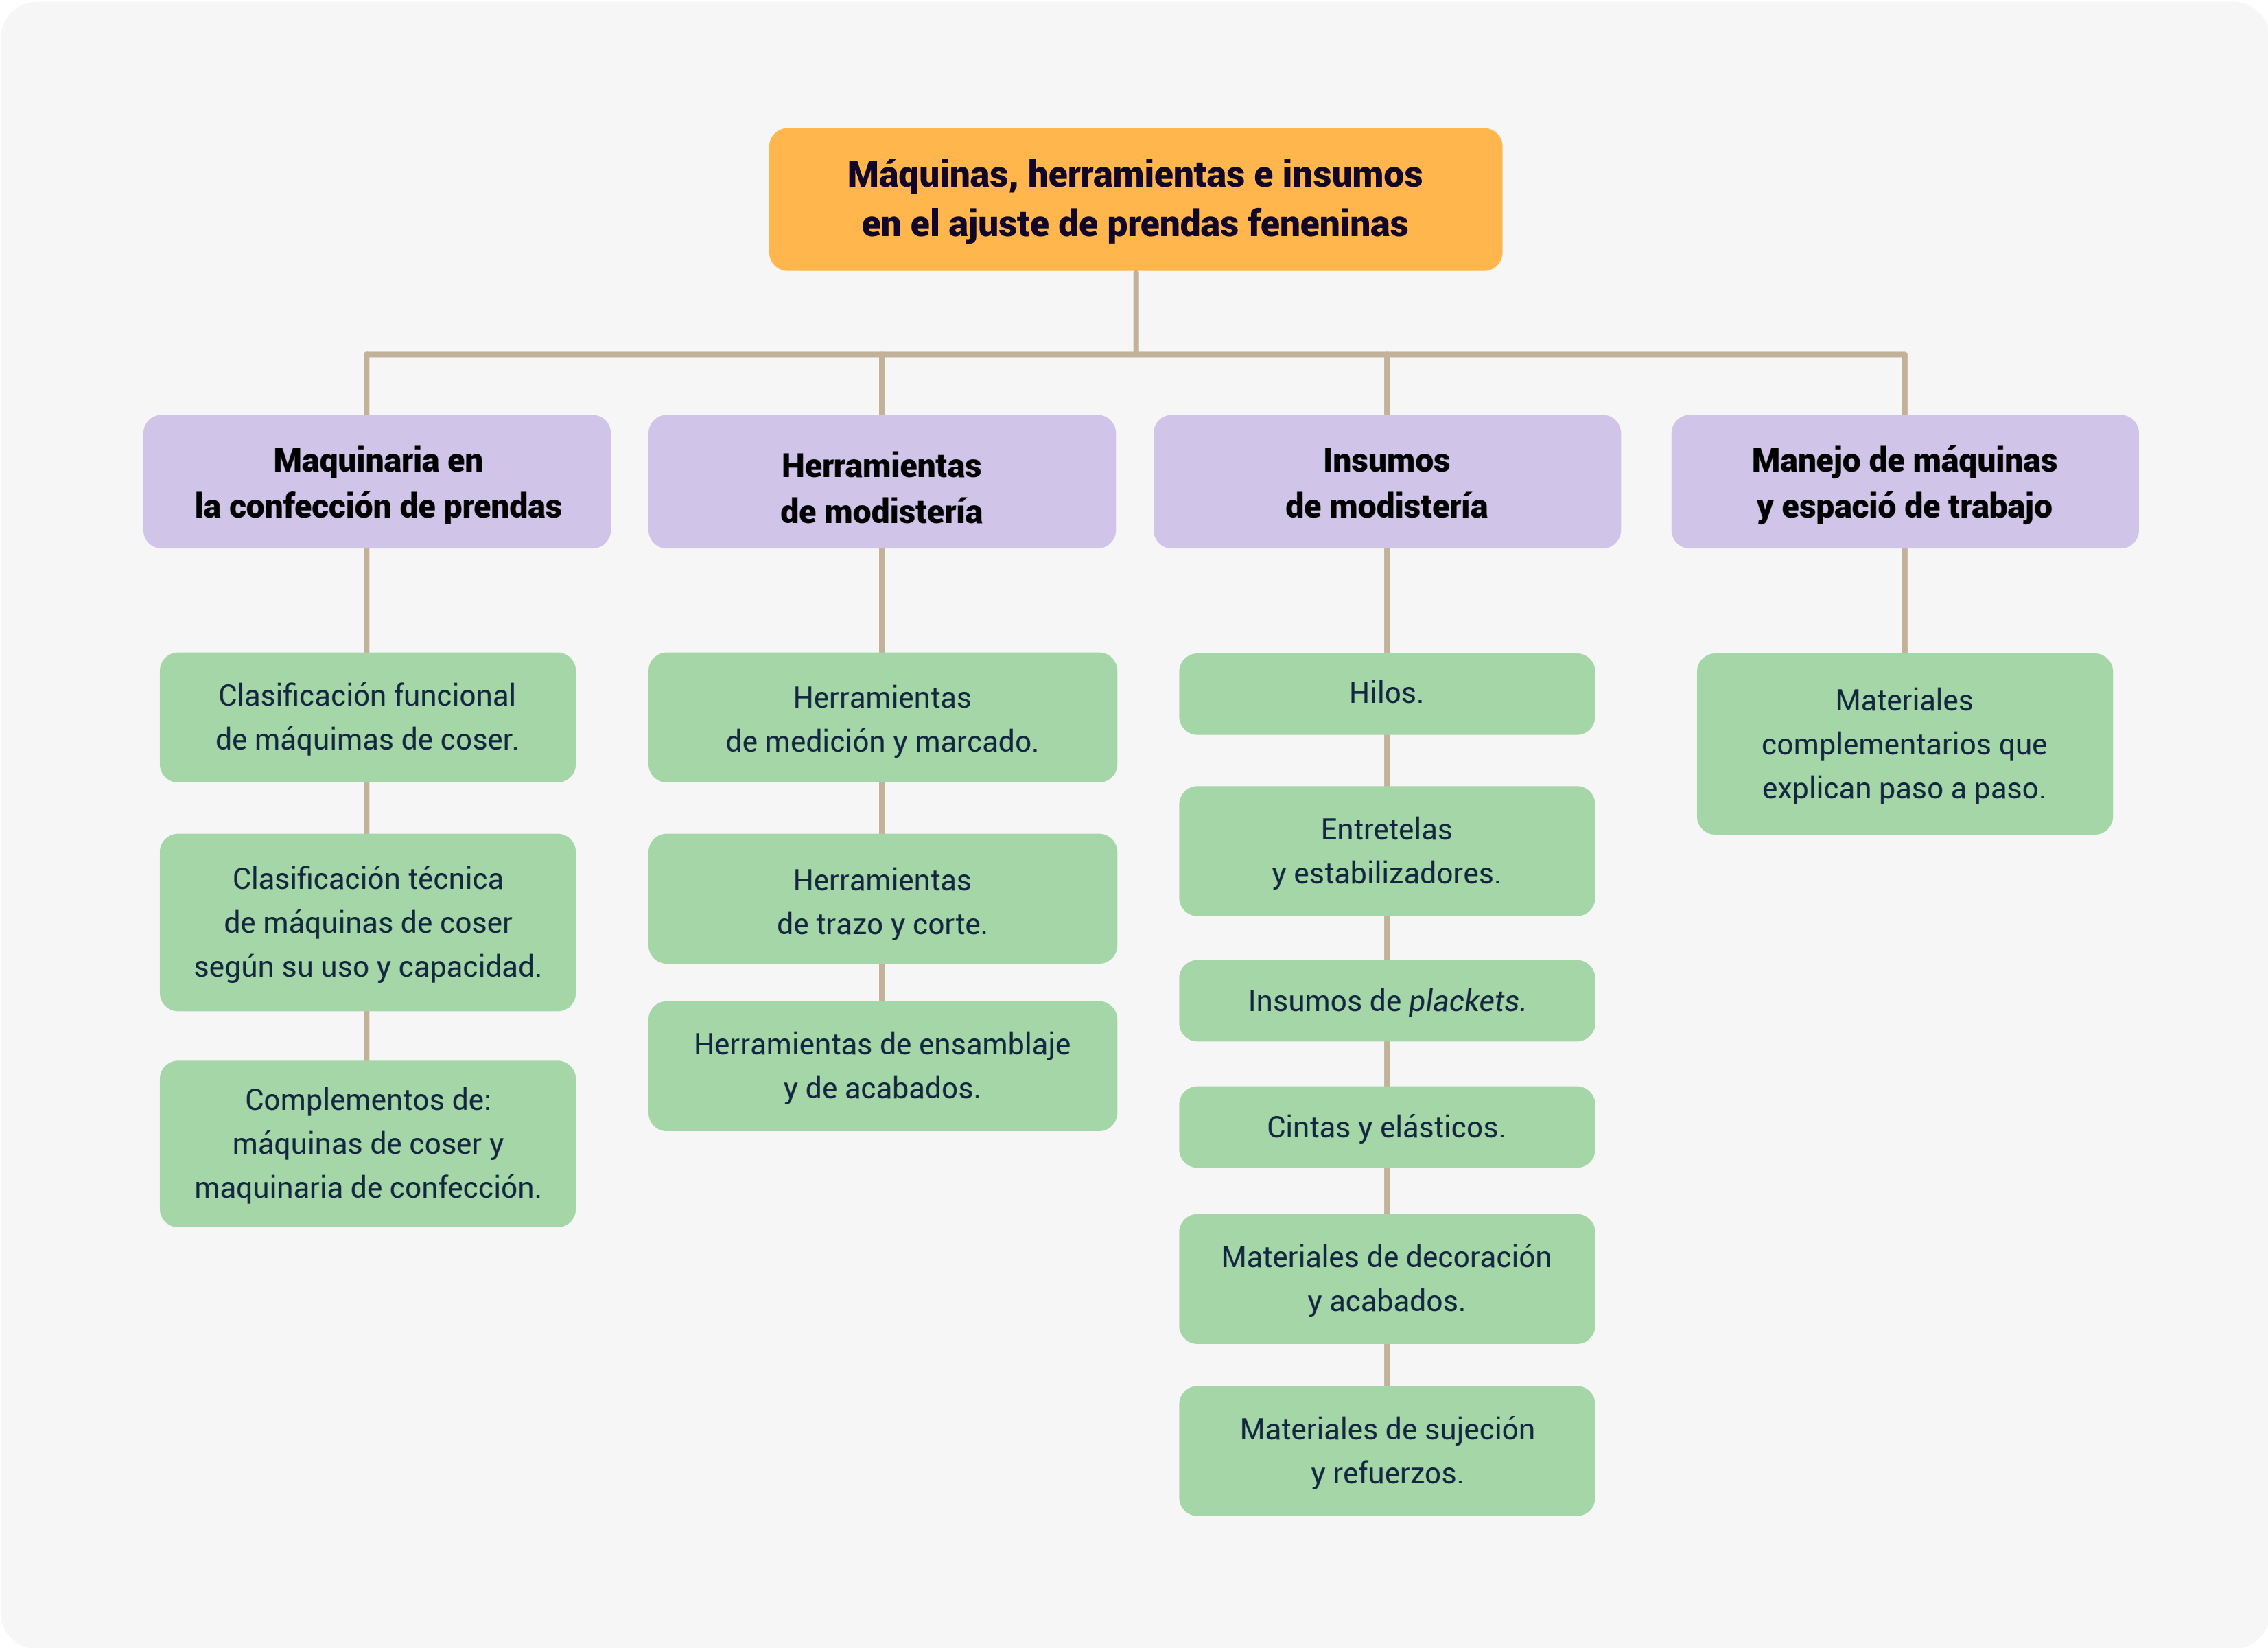 Máquinas, herramientas e insumos
en el ajuste de prendas feneninas
Maquinaria en
la confección de prendas
Clasificación funcional
de máquimas de coser.
Clasificación técnica
de máquinas de coser
según su uso y capacidad.
Complementos de:
máquinas de coser y
maquinaria de confección.
Herramientas
de modistería
Herramientas
de medición y marcado.
Herramientas
de trazo y corte.
Herramientas de ensamblaje
y de acabados.
Insumos
de modistería
Hilos.
Entretelas
y estabilizadores.
Insumos de plackets.
Cintas y elásticos.
Materiales de decoración
y acabados.
Materiales de sujeción
y refuerzos.
Manejo de máquinas
y espació de trabajo
Materiales
complementarios que
explican paso a paso.